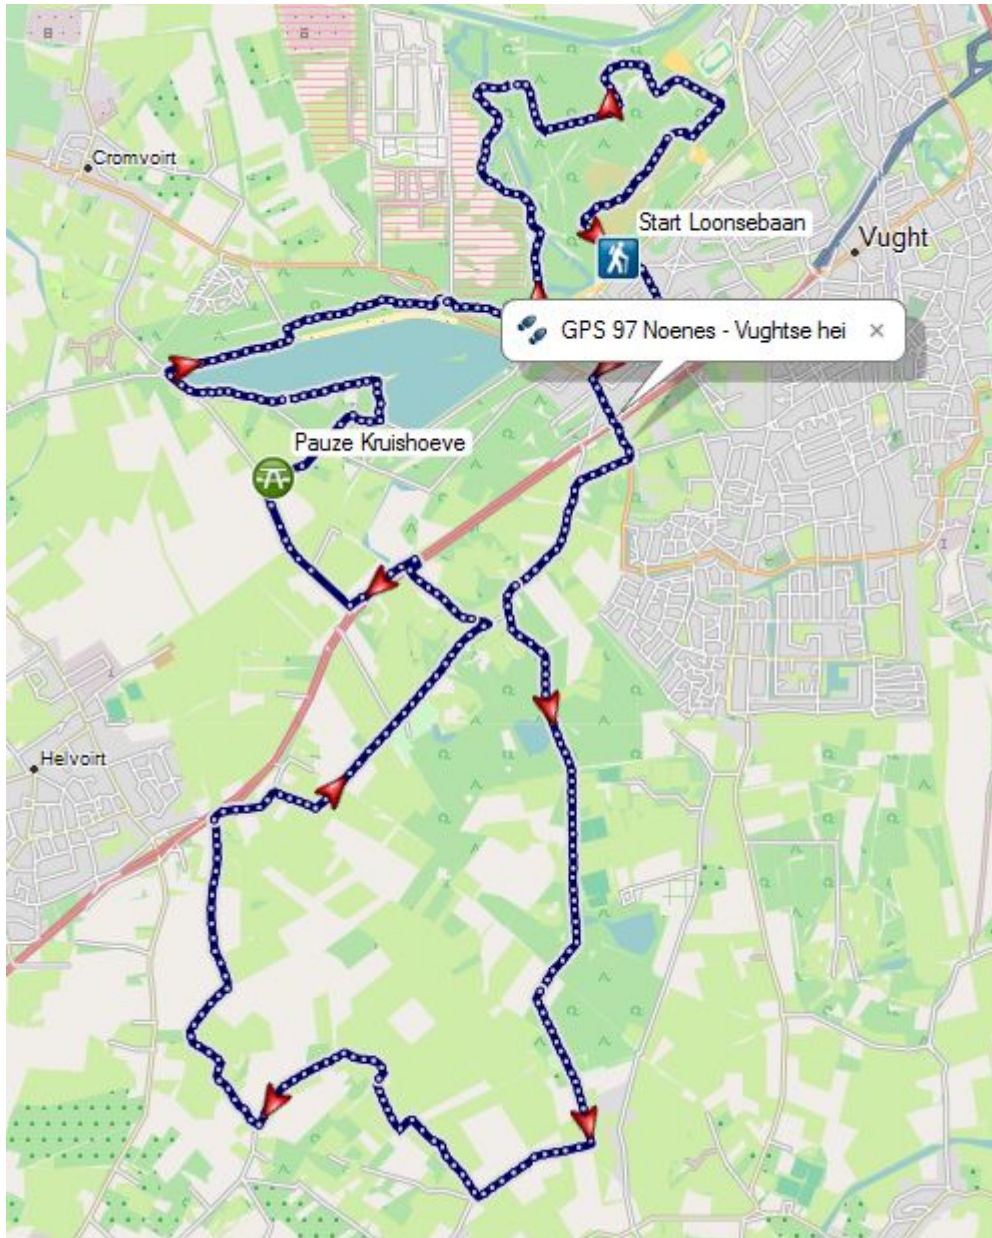 Cromvoirt
Start Loonsebaan
Vught
GPS 97 Noenes - Vughtse hei ×
Pauze Kruishoeve
Helvoirt